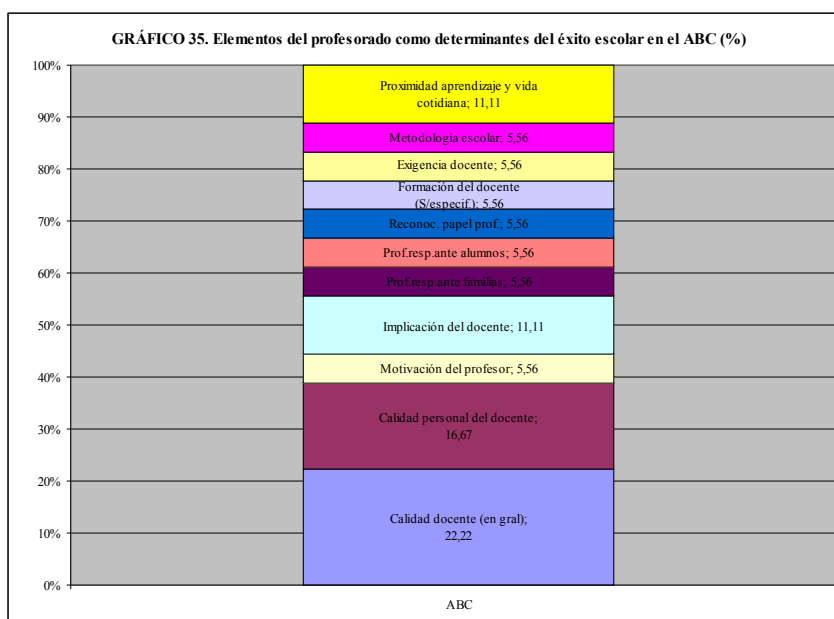 GRÁFICO 35. Elementos del profesorado como determinantes del éxito escolar en el ABC (%)
100%
90%
80%
70%
60%
50%
40%
30%
20%
10%
0%
Proximidad aprendizaje y vida
cotidiana; 11,11
Metodología escolar; 5,56
Exigencia docente; 5,56
Formación del docente
(S/especif.); 5,56
Reconoc. papel prof.; 5,56
Prof.resp.ante alumnos; 5,56
Prof.resp.ante familias; 5,56
Implicación del docente; 11,11
Motivación del profesor; 5,56
Calidad personal del docente;
16,67
Calidad docente (en gral);
22,22
ABC